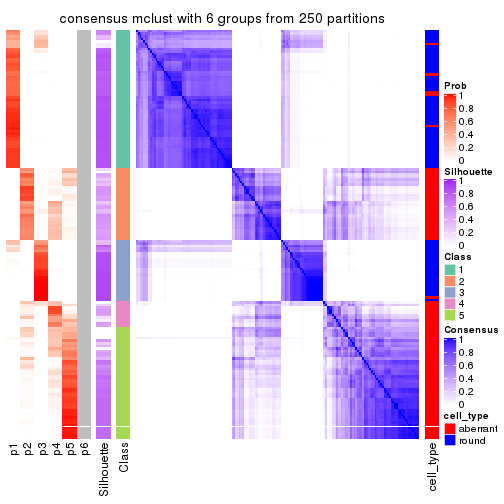 consensus mclust with 6 groups from 250 partitions
Prob
1
0.8
0.6
0.4
0.2
0
Silhouette
1
0.8
0.6
0.4
0.2
0
Class
1
2
3
4
5
Consensus
1
0.8
0.6
0.4
0.2
0
cell_type
aberrant
round
p1
p2
p3
p4
p5
p6
Silhouette
Class
cell_type